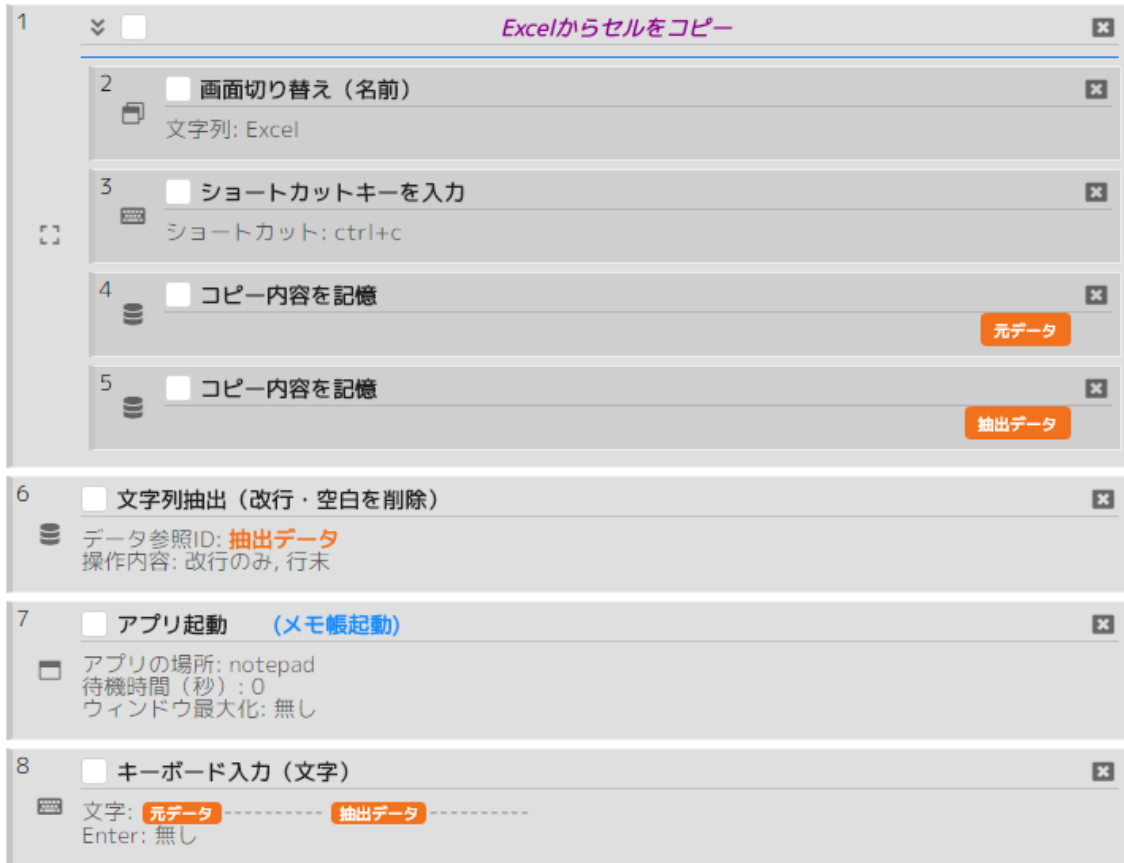 1
Excelからセルをコピー
2
画面切り替え（名前）
文字列: Excel
3
ショートカットキーを入力
ショートカット: ctrl+c
4
コピー内容を記憶
元データ
5
コピー内容を記憶
抽出データ
6
文字列抽出（改行・空白を削除）
データ参照ID: 抽出データ
操作内容: 改行のみ, 行末
7
アプリ起動 (メモ帳起動)
アプリの場所: notepad
待機時間（秒）: 0
ウィンドウ最大化: 無し
8
キーボード入力（文字）
文字: 元データ ---------- 抽出データ ----------
Enter: 無し